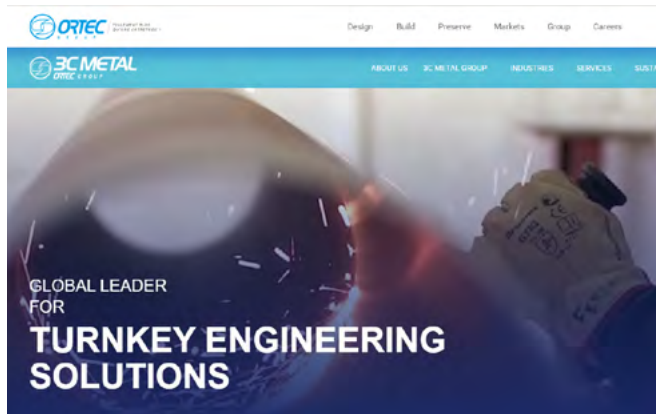 ORTEC
GROUP
Design Build Preserve Markets Group Careers
3C METAL
ORTEC GROUP
ABOUT US 3C METAL GROUP INDUSTRIES SERVICES
GLOBAL LEADER
FOR
TURNKEY ENGINEERING
SOLUTIONS